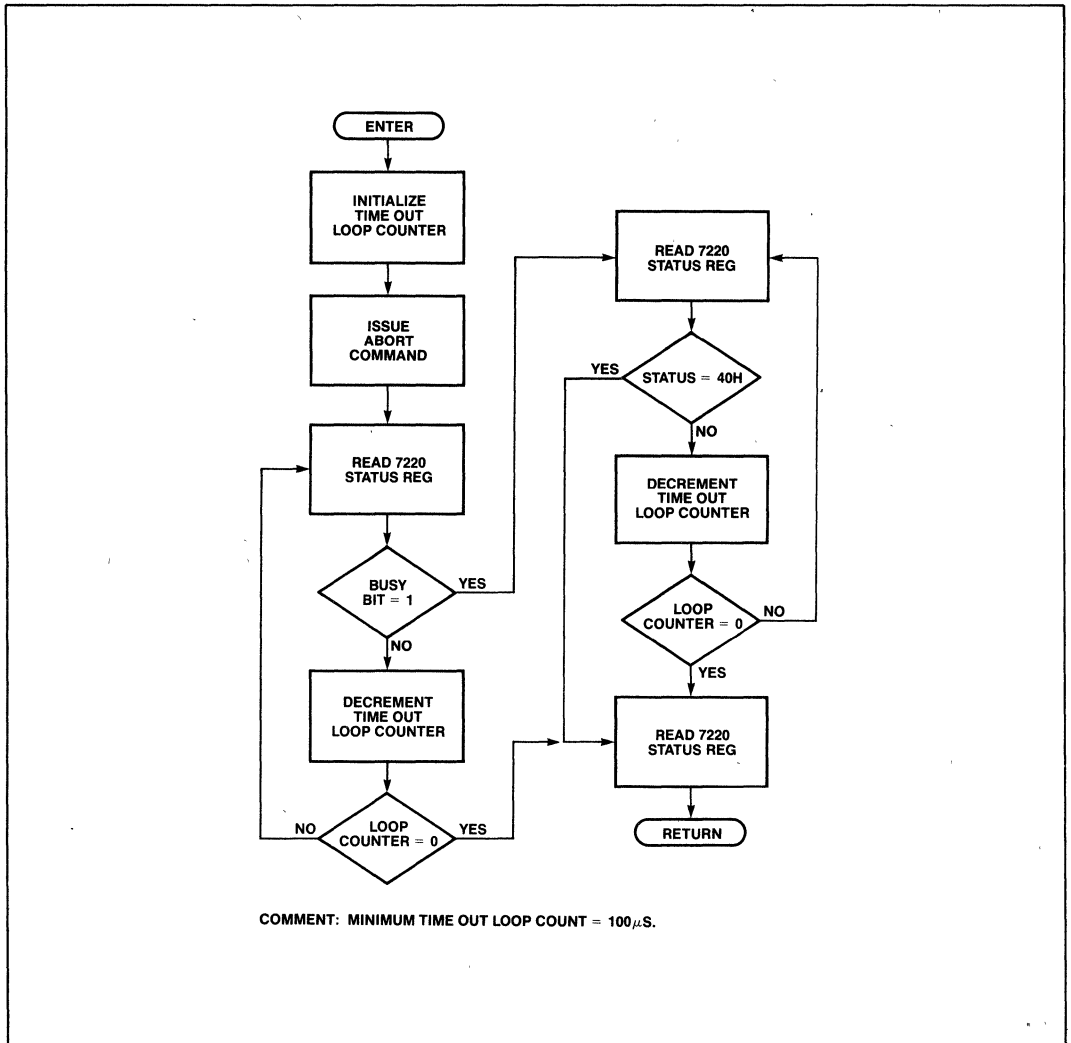 ENTER
INITIALIZE
TIME OUT
LOOP COUNTER
ISSUE
ABORT
COMMAND
READ 7220
STATUS REG
BUSY
BIT = 1
YES
NO
DECREMENT
TIME OUT
LOOP COUNTER
NO
LOOP
COUNTER = 0
YES
READ 7220
STATUS REG
YES
STATUS = 40H
NO
DECREMENT
TIME OUT
LOOP COUNTER
LOOP
COUNTER = 0
NO
YES
READ 7220
STATUS REG
RETURN
COMMENT: MINIMUM TIME OUT LOOP COUNT = 100μS.